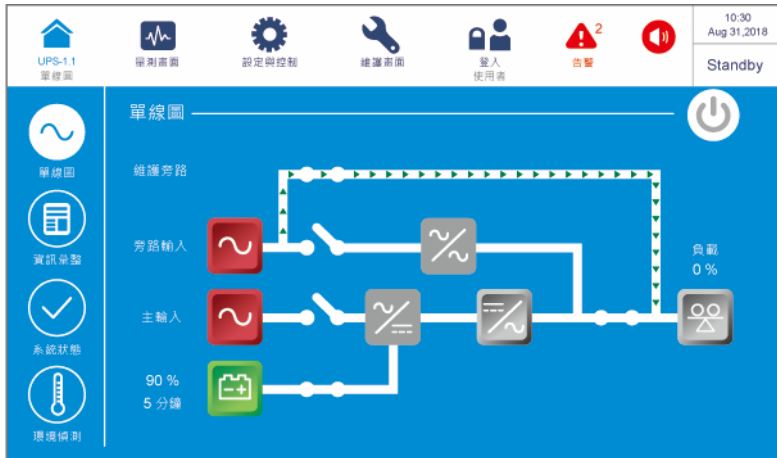 UPS-1.1
單線圖
量測畫面
設定與控制
維護畫面
登入
使用者
2
告警
10:30
Aug 31,2018
Standby
單線圖
資訊彙整
系統狀態
環境偵測
單線圖
維護旁路
旁路輸入
主輸入
90 %
5 分鐘
負載
0 %